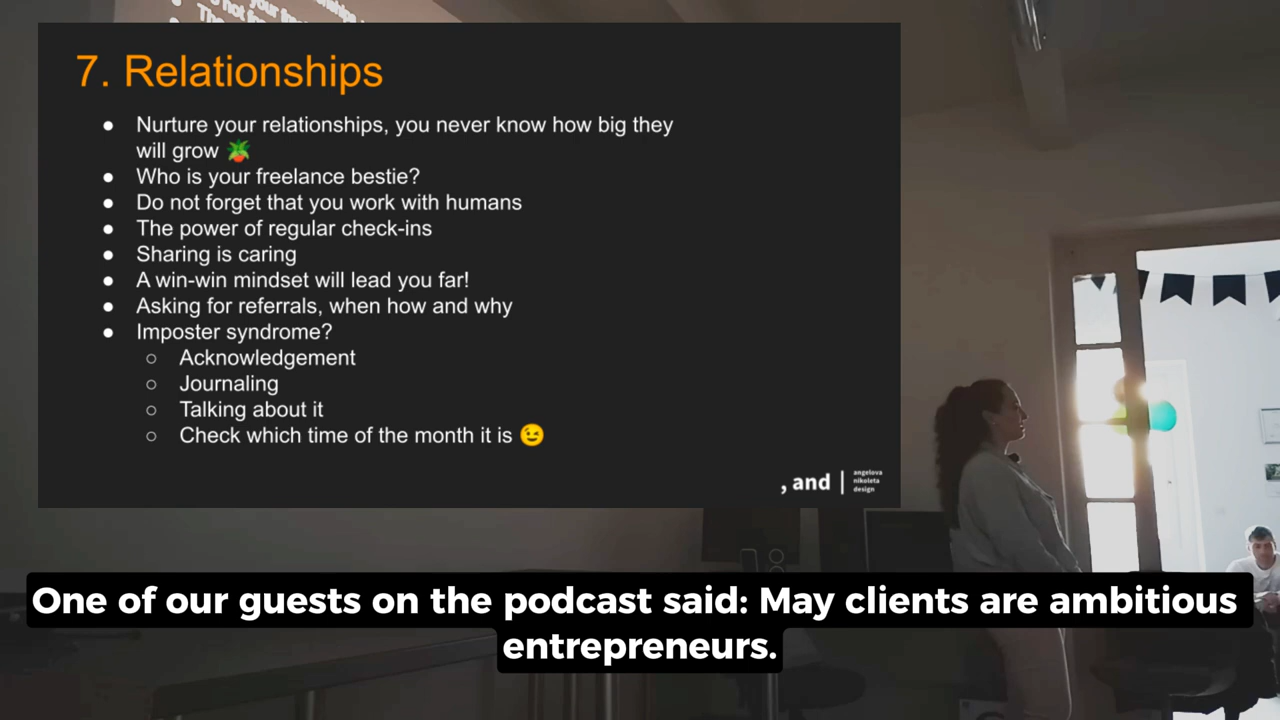 7. Relationships
● Nurture your relationships, you never know how big they
will grow 🪴
● Who is your freelance bestie?
● Do not forget that you work with humans
● The power of regular check-ins
● Sharing is caring
● A win-win mindset will lead you far!
● Asking for referrals, when how and why
● Imposter syndrome?
○ Acknowledgement
○ Journaling
○ Talking about it
○ Check which time of the month it is 😉
, and | angelova
nikoleta
design
One of our guests on the podcast said: May clients are ambitious
entrepreneurs.